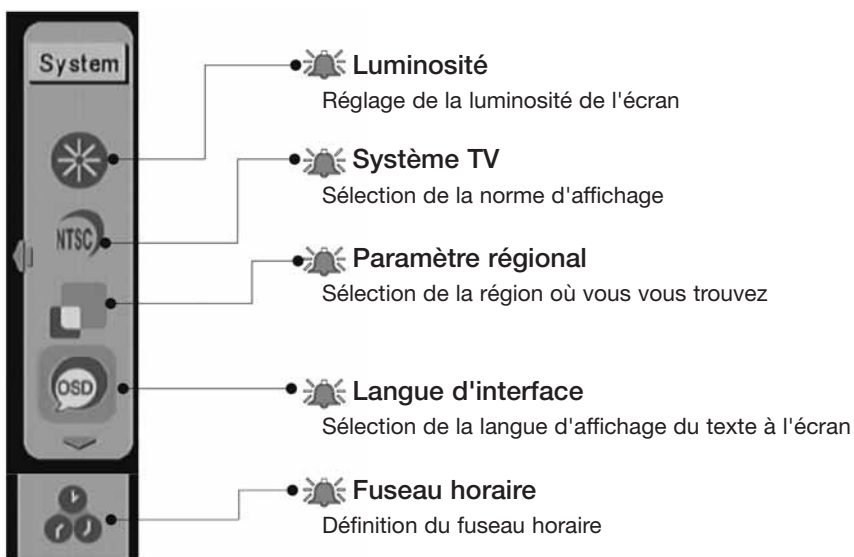 System
Luminosité
Réglage de la luminosité de l'écran
Système TV
Sélection de la norme d'affichage
NTSC
Paramètre régional
Sélection de la région où vous vous trouvez
OSD
Langue d'interface
Sélection de la langue d'affichage du texte à l'écran
Fuseau horaire
Définition du fuseau horaire